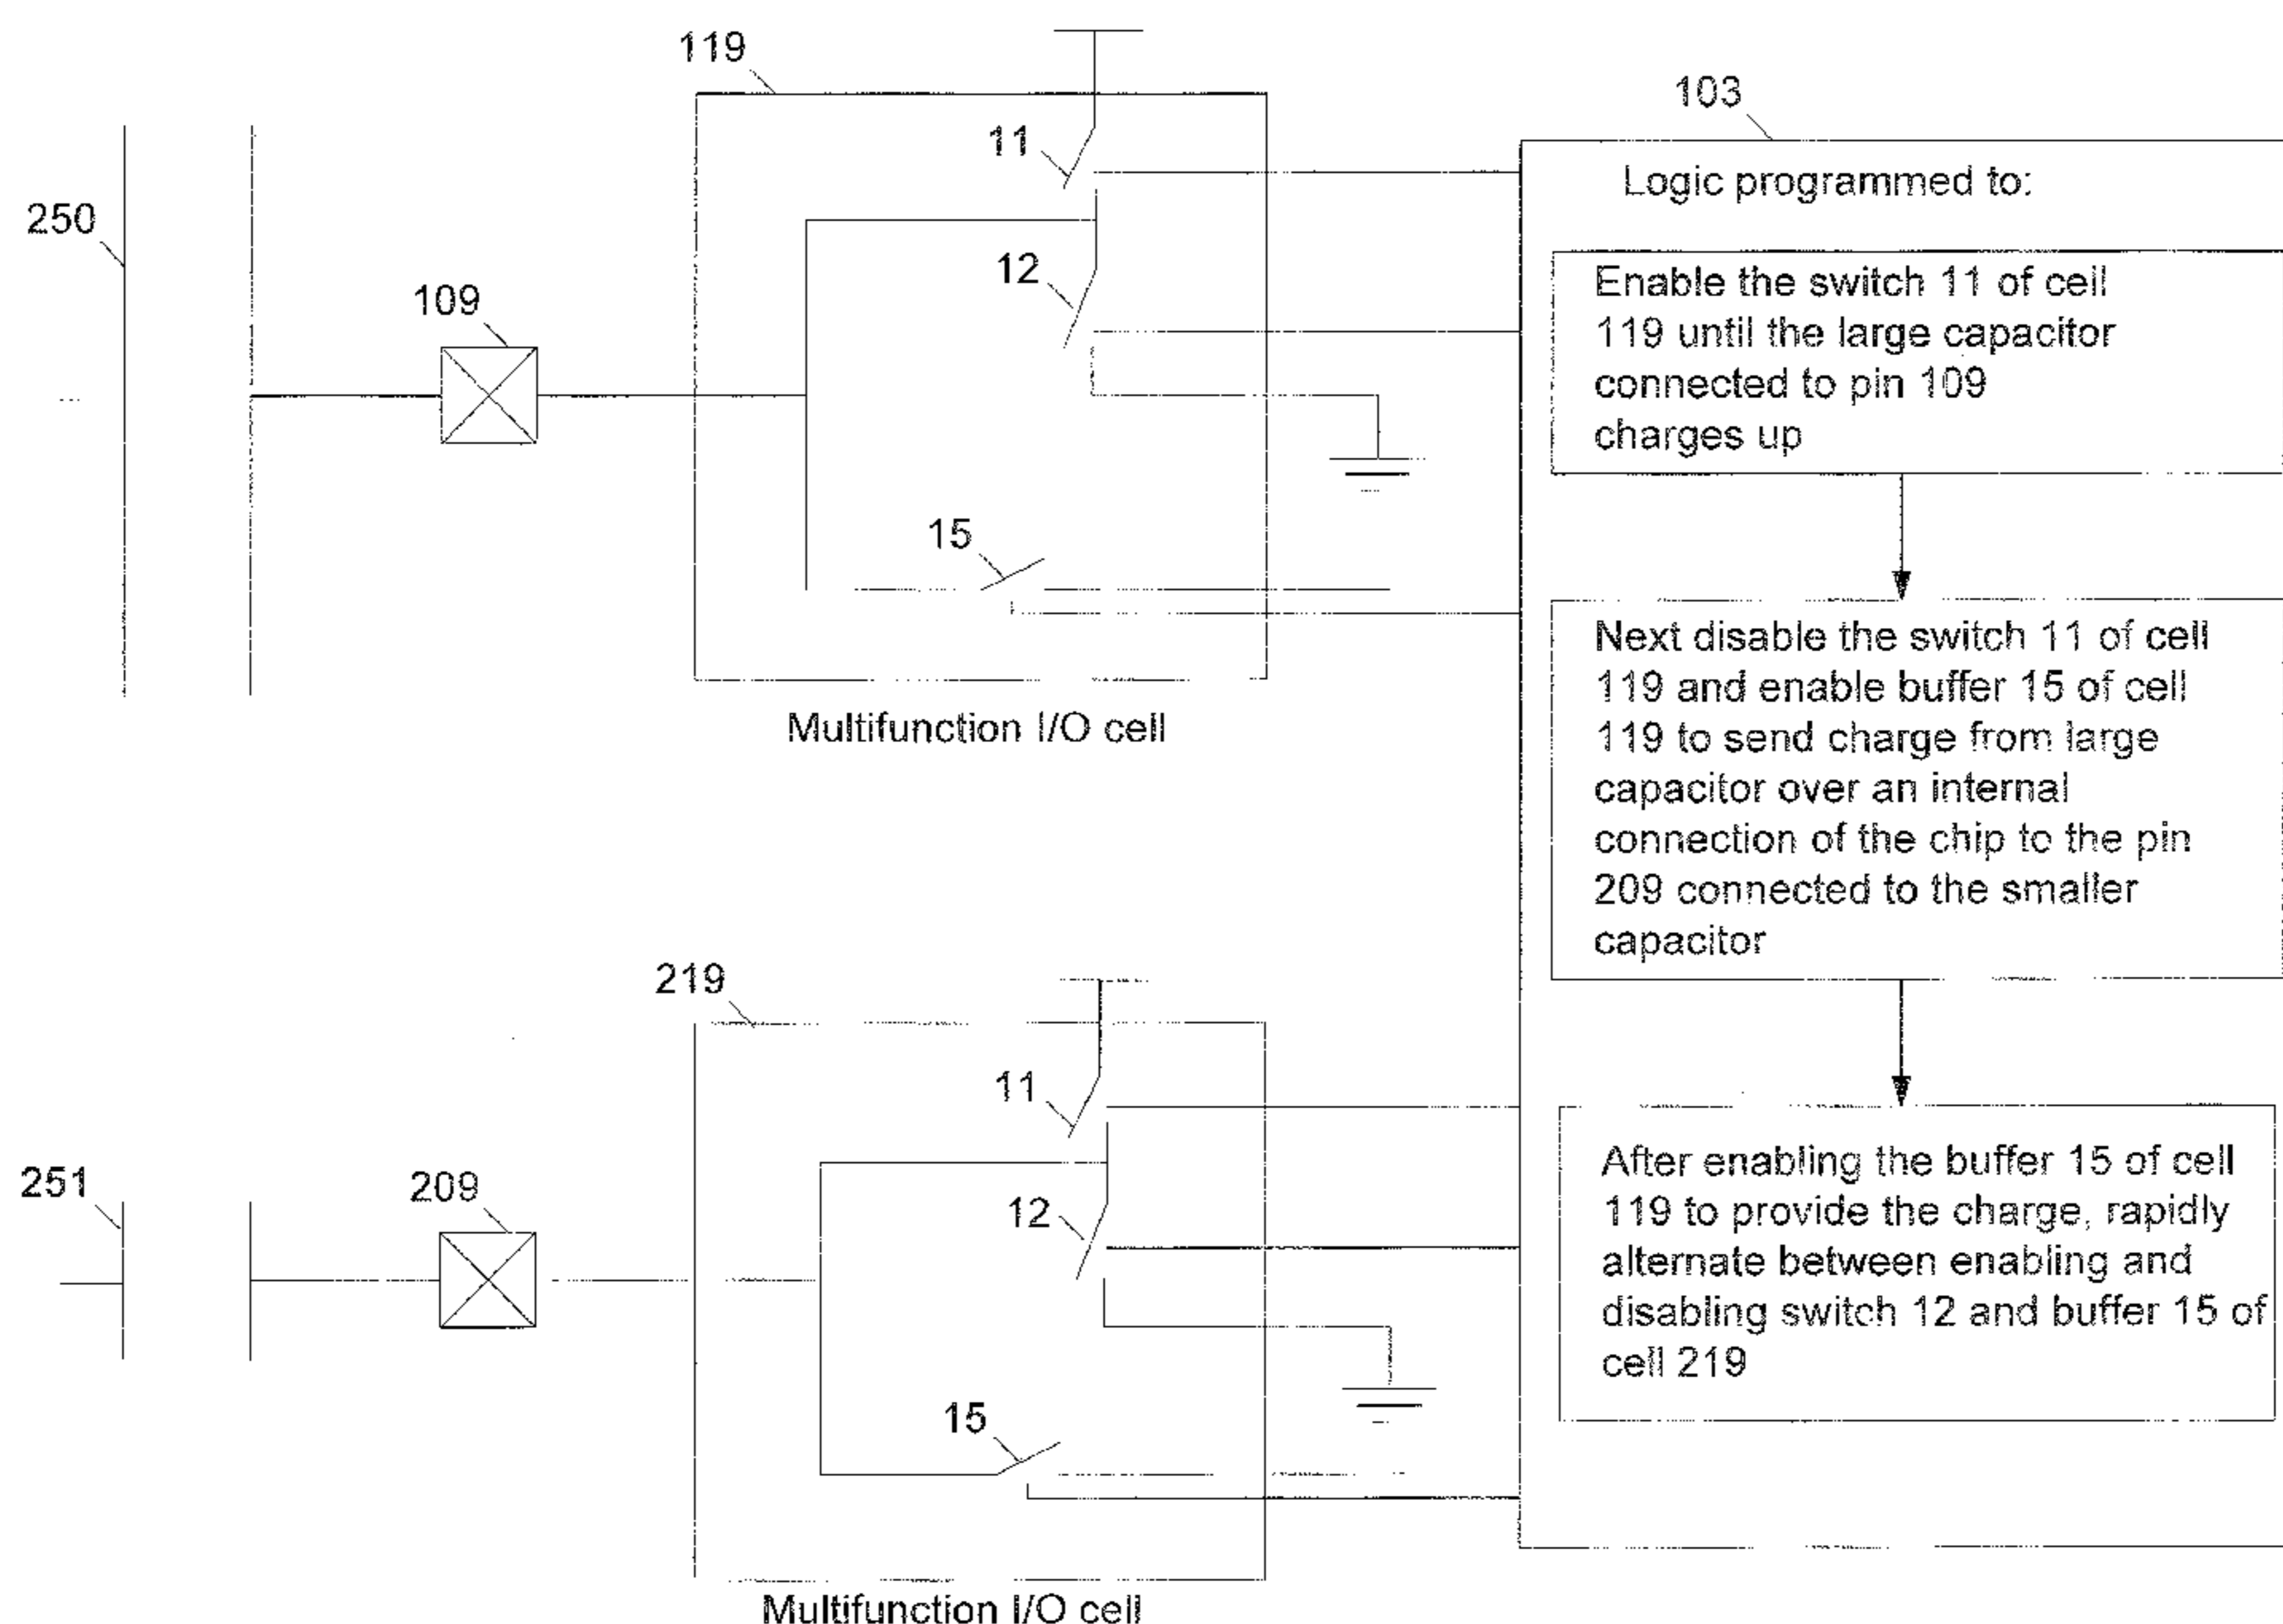 119
103
11
Logic programmed to:
250
12
Enable the switch 11 of cell
119 until the large capacitor
connected to pin 109
charges up
109
15
Next disable the switch 11 of cell
119 and enable buffer 15 of cell
119 to send charge from large
capacitor over an internal
connection of the chip to the pin
209 connected to the smaller
capacitor
Multifunction I/O cell
219
11
251
209
12
After enabling the buffer 15 of cell
119 to provide the charge, rapidly
alternate between enabling and
disabling switch 12 and buffer 15 of
cell 219
15
Multifunction I/O cell